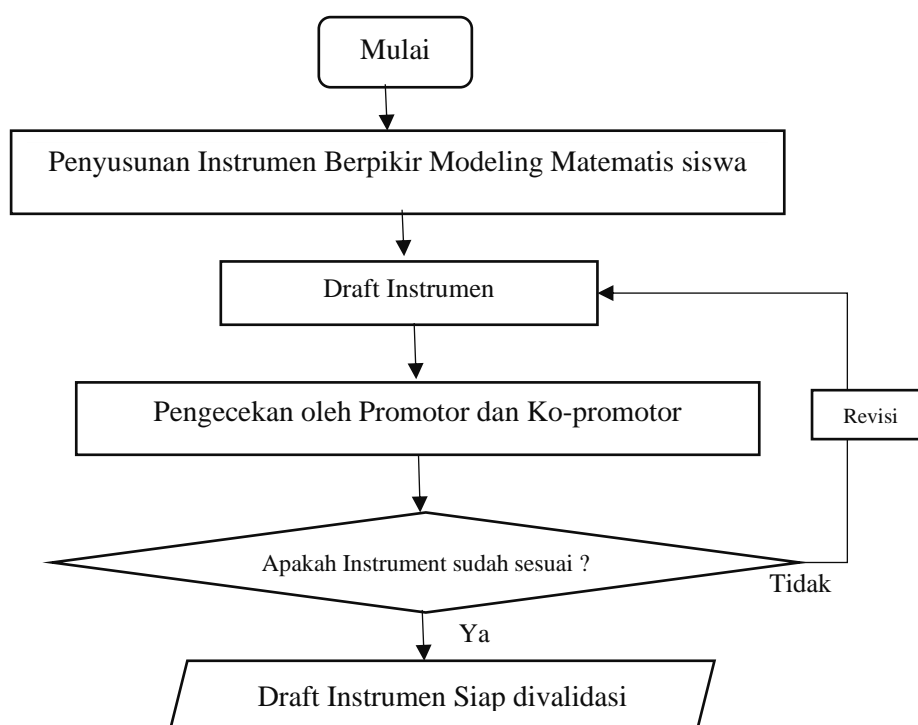 Mulai
Penyusunan Instrumen Berpikir Modeling Matematis siswa
Draft Instrumen
Pengecekan oleh Promotor dan Ko-promotor
Revisi
Apakah Instrument sudah sesuai ?
Tidak
Ya
Draft Instrumen Siap divalidasi